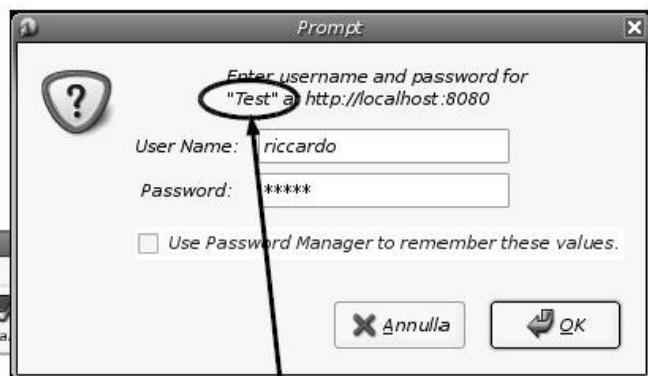 Prompt
Enter username and password for
"Test" at http://localhost:8080
User Name: riccardo
Password: *****
Use Password Manager to remember these values.
Annulla
OK